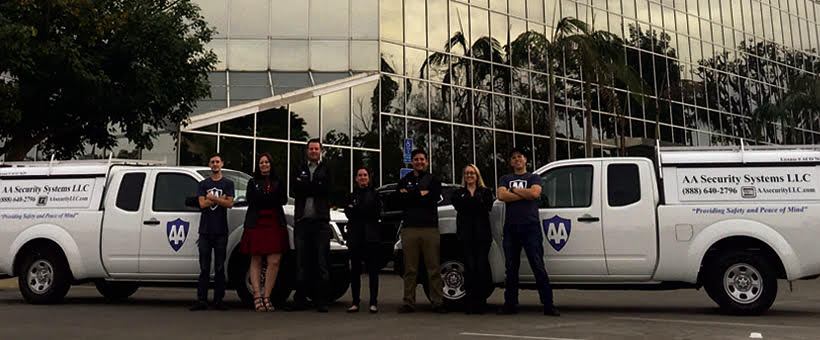 AA Security Systems LLC
(888) 640-2796 AAsecurityLLC.com
"Providing Safety and Peace of Mind"
AA
AA
AA
AA
AA Security Systems LLC
(888) 640-2796 AAsecurityLLC.com
"Providing Safety and Peace of Mind"